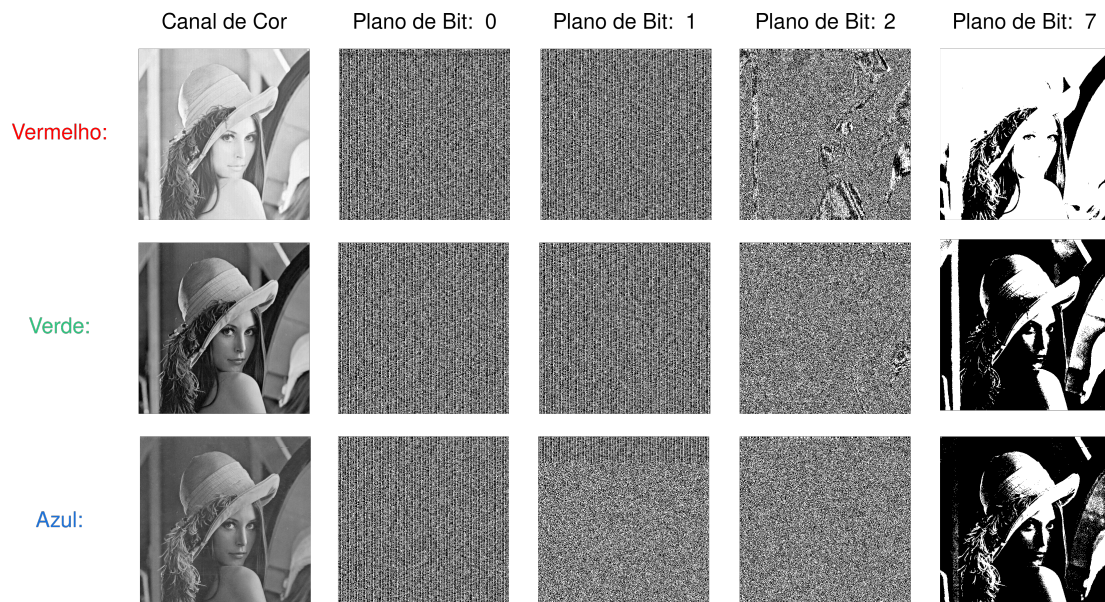 Canal de Cor Plano de Bit: 0 Plano de Bit: 1 Plano de Bit: 2 Plano de Bit: 7
Vermelho:
Verde:
Azul: